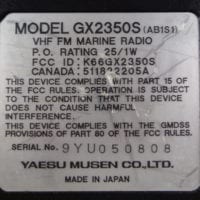 MODEL GX2350S (AB1S1)
VHF FM MARINE RADIO
P.O. RATING 25/1W
FCC ID: K66GX2350S
CANADA: 511822205A
THIS DEVICE COMPLIES WITH PART 15 OF
THE FCC RULES. OPERATION IS SUBJECT
TO THE CONDITION THAT THIS DEVICE
DOES NOT CAUSE HARMFUL
INTERFERENCE.
THIS DEVICE COMPLIES WITH THE GMDSS
PROVISIONS OF PART 80 OF THE FCC RULES.
SERIAL No. 9YU050808
YAESU MUSEN CO., LTD.
MADE IN JAPAN